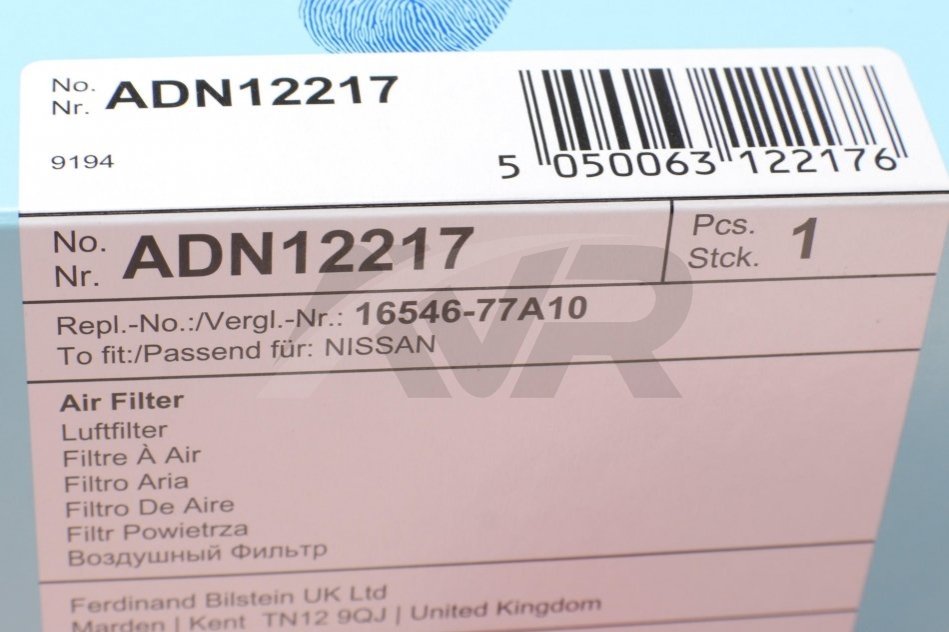 No. ADN12217
Nr.
9194
5 050063 122176
No. ADN12217
Nr.
Pcs. 1
Stck.
Repl.-No.:/Vergl.-Nr.: 16546-77A10
To fit:/Passend für: NISSAN
AVR
Air Filter
Luftfilter
Filtre À Air
Filtro Aria
Filtro De Aire
Filtr Powietrza
Воздушный Фильтр
Ferdinand Bilstein UK Ltd
Marden | Kent TN12 9QJ | United Kingdom